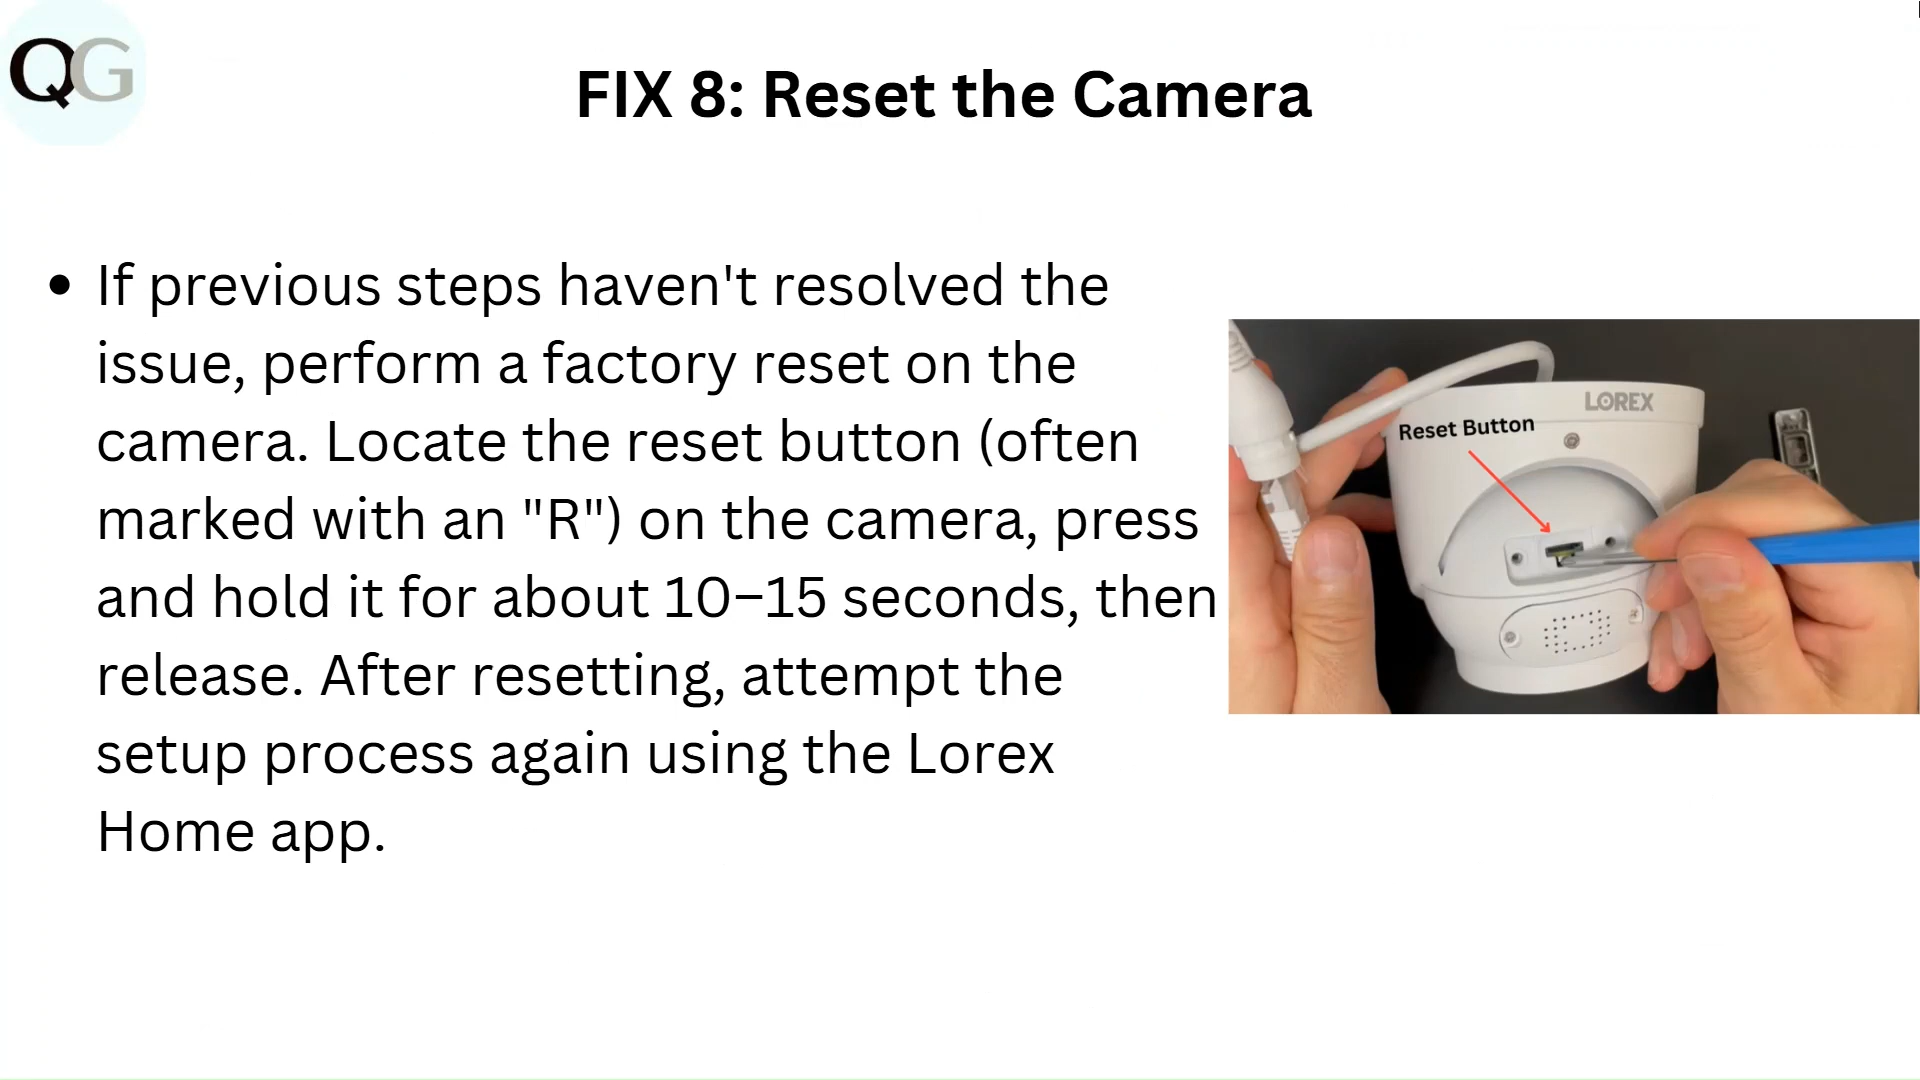 QG
FIX 8: Reset the Camera
• If previous steps haven't resolved the
issue, perform a factory reset on the
camera. Locate the reset button (often
marked with an "R") on the camera, press
and hold it for about 10–15 seconds, then
release. After resetting, attempt the
setup process again using the Lorex
Home app.
LOREX
Reset Button